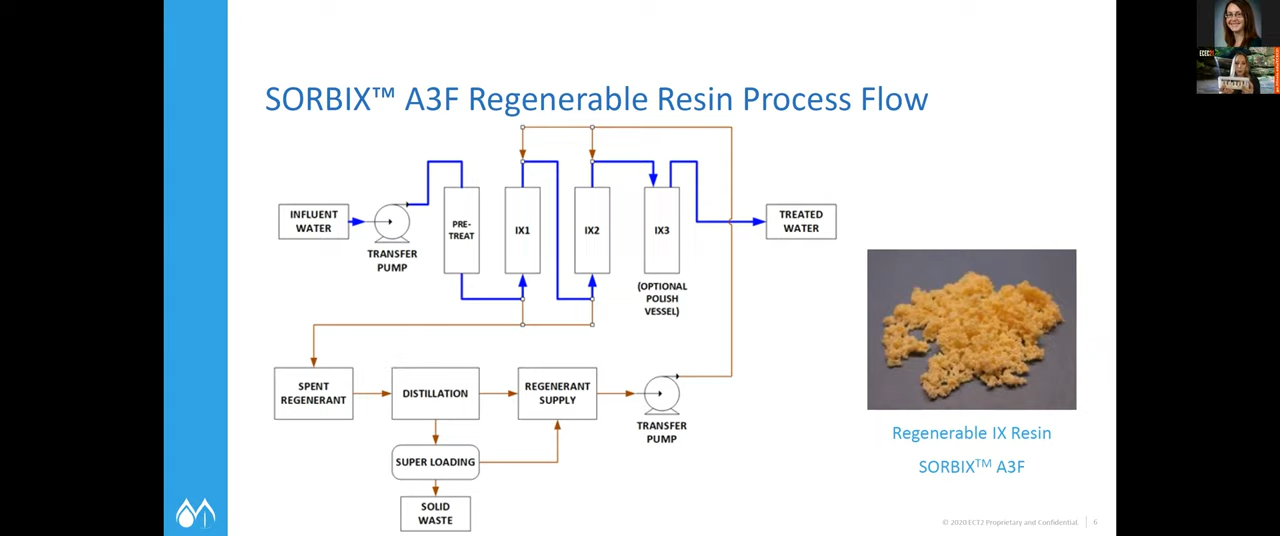 SORBIX™ A3F Regenerable Resin Process Flow
INFLUENT
WATER
TRANSFER
PUMP
PRE-
TREAT
IX1
IX2
IX3
(OPTIONAL
POLISH
VESSEL)
TREATED
WATER
SPENT
REGENERANT
DISTILLATION
REGENERANT
SUPPLY
TRANSFER
PUMP
SUPER LOADING
SOLID
WASTE
Regenerable IX Resin
SORBIX™ A3F
© 2020 ECT2 Proprietary and Confidential
6